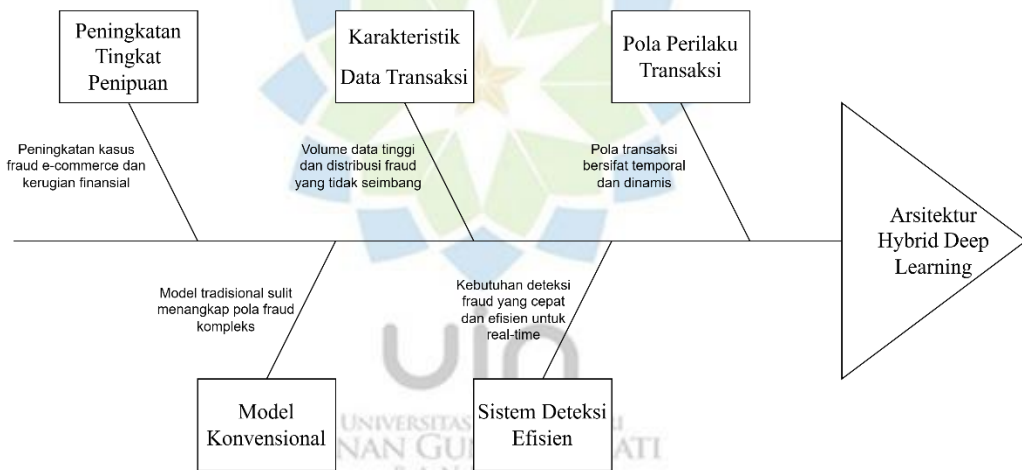 Peningkatan
Tingkat
Penipuan
Karakteristik
Data Transaksi
Pola Perilaku
Transaksi
Peningkatan kasus
fraud e-commerce dan
kerugian finansial
Volume data tinggi
dan distribusi fraud
yang tidak seimbang
Pola transaksi
bersifat temporal
dan dinamis
Arsitektur
Hybrid Deep
Learning
Model tradisional sulit
menangkap pola fraud
kompleks
Kebutuhan deteksi
fraud yang cepat
dan efisien untuk
real-time
uin
Model
Konvensional
Sistem Deteksi
Efisien
UNIVERSITAS